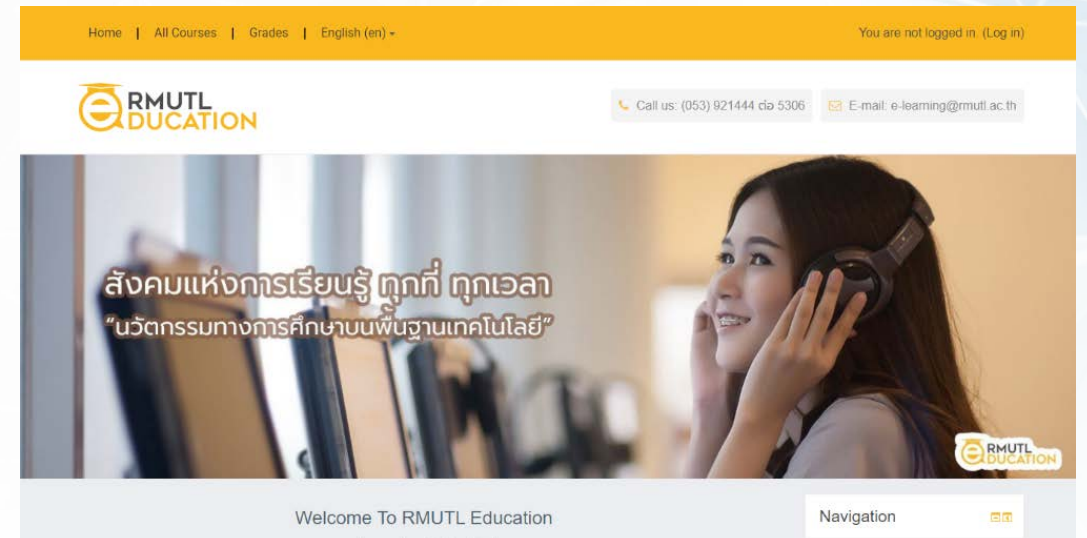 Home | All Courses | Grades | English (en)
You are not logged in. (Log in)
RMUTL
eDUCATION
Call us: (053) 921444 ต่อ 5306
E-mail: e-learning@rmutl.ac.th
สังคมแห่งการเรียนรู้ ทุกที่ ทุกเวลา
"นวัตกรรมทางการศึกษาบนพื้นฐานเทคโนโลยี"
RMUTL
eDUCATION
Welcome To RMUTL Education
Navigation